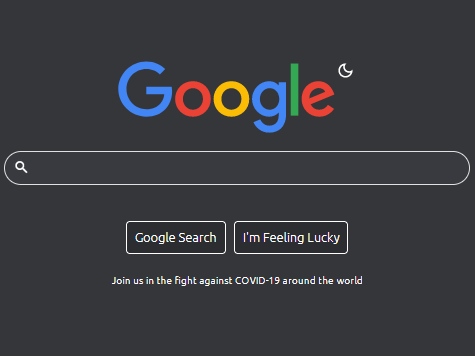 Google
Google Search
I'm Feeling Lucky
Join us in the fight against COVID-19 around the world